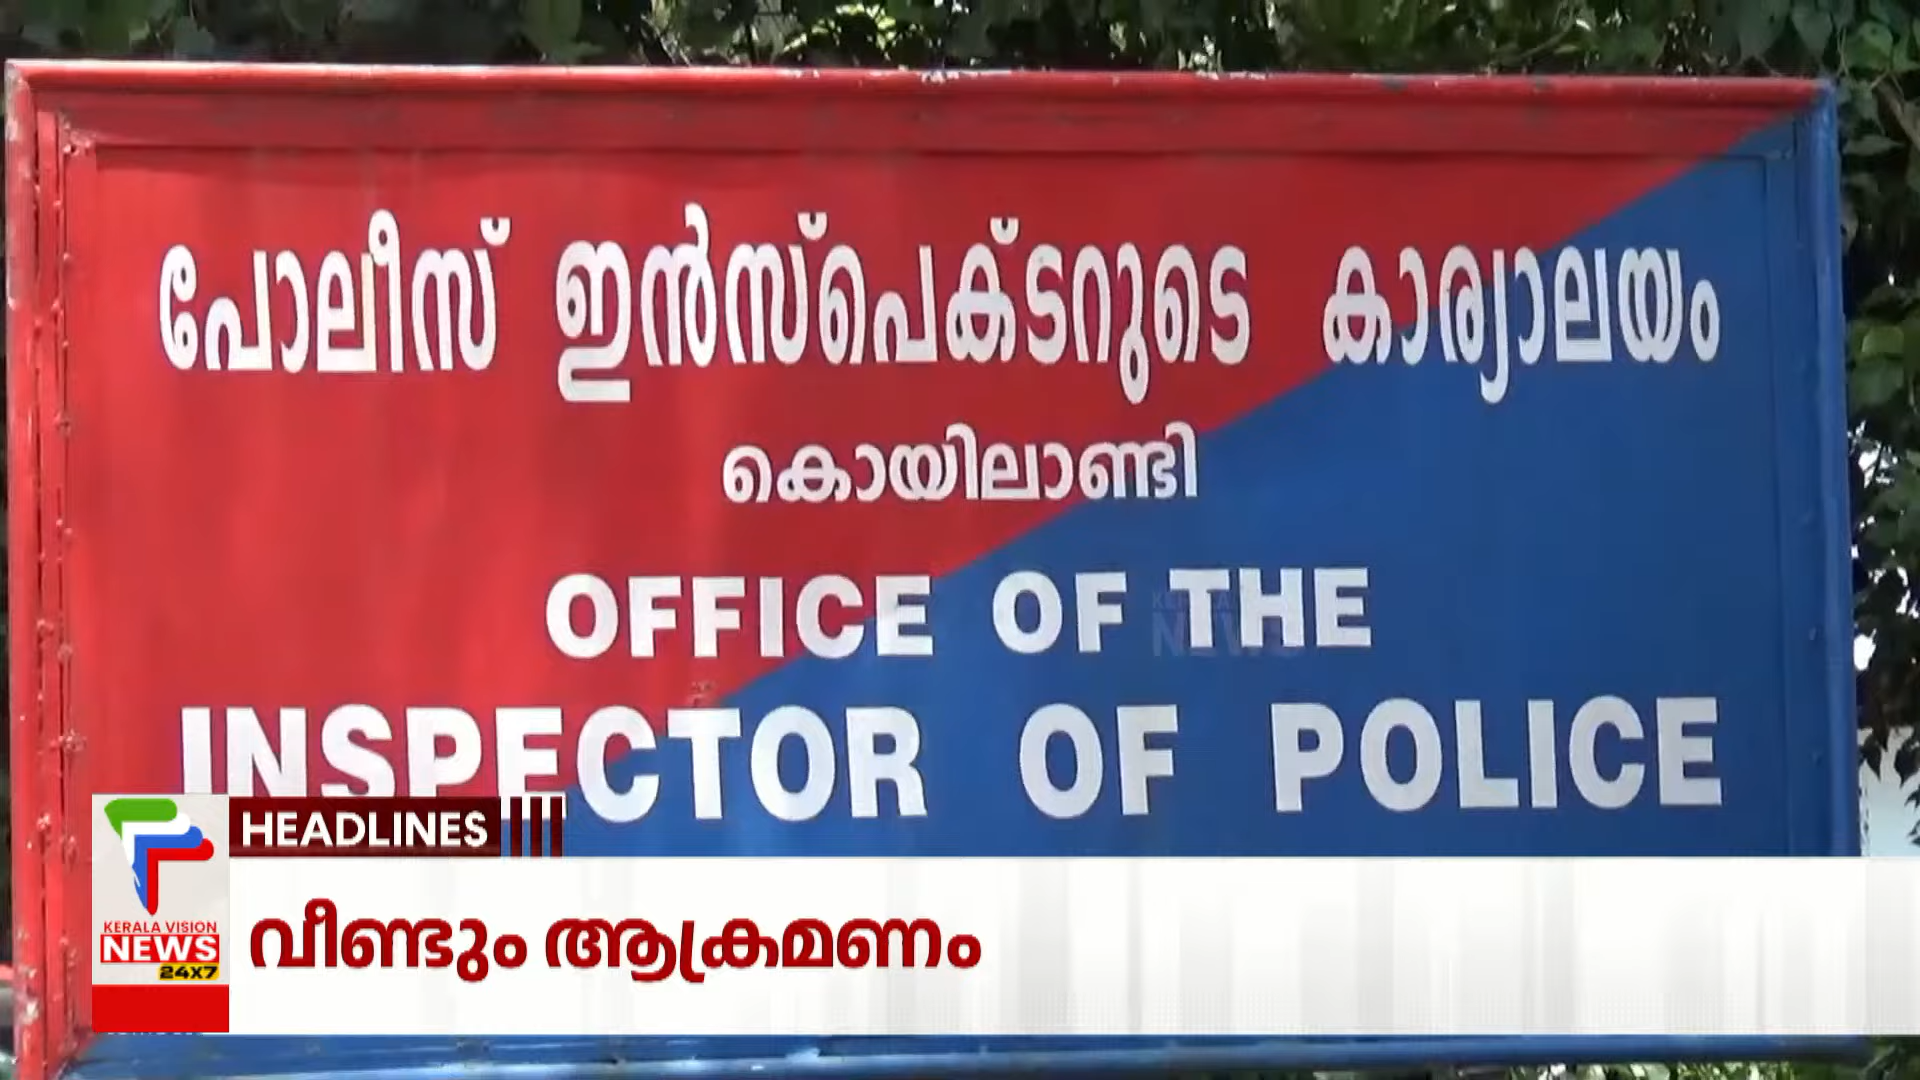 പോലീസ് ഇൻസ്പെക്ടറുടെ കാര്യാലയം
കൊയിലാണ്ടി
OFFICE OF THE
INSPECTOR OF POLICE
HEADLINES
KERALA VISION
NEWS
24X7
വീണ്ടും ആക്രമണം